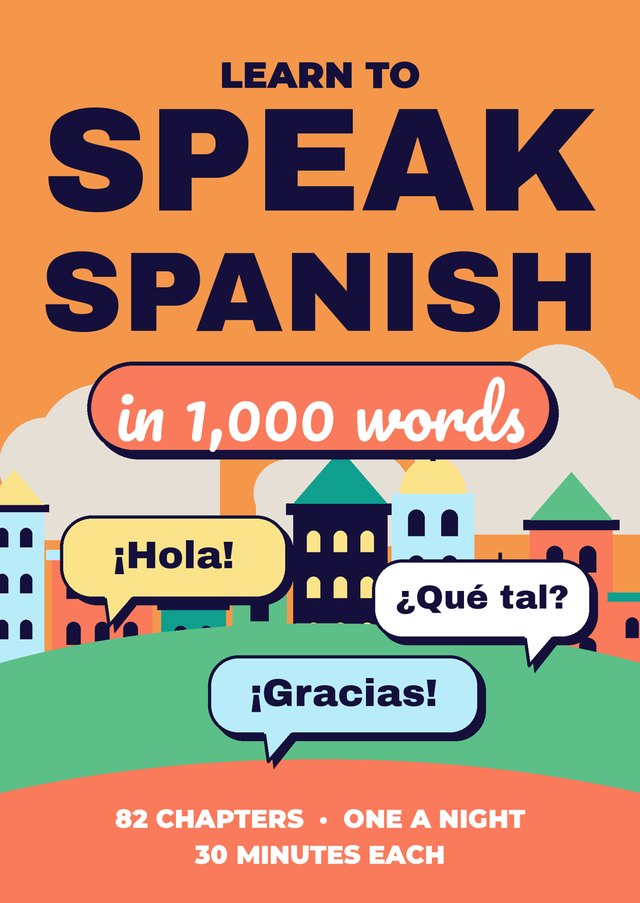 LEARN TO
SPEAK
SPANISH
in 1,000 words
¡Hola!
¿Qué tal?
¡Gracias!
82 CHAPTERS • ONE A NIGHT
30 MINUTES EACH